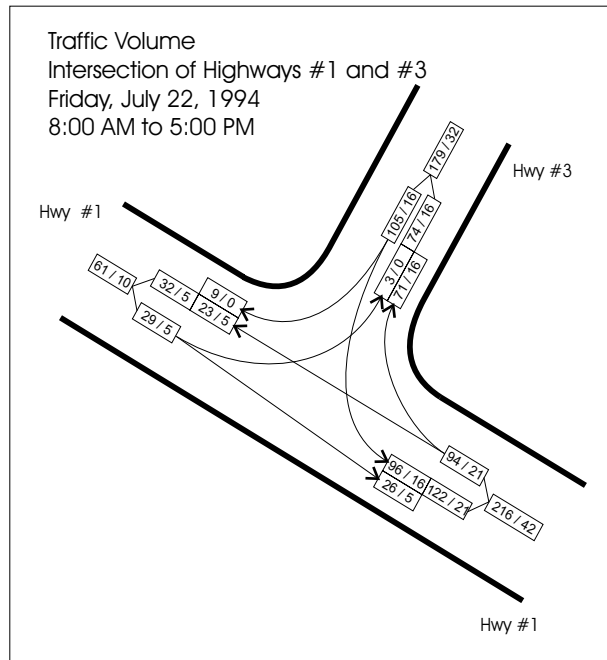 Traffic Volume
Intersection of Highways #1 and #3
Friday, July 22, 1994
8:00 AM to 5:00 PM
179 / 32
Hwy #3
105 / 16
74 / 16
Hwy #1
3 / 0
71 / 16
61 / 10
32 / 5
9 / 0
23 / 5
29 / 5
94 / 21
96 / 16
122 / 21
26 / 5
216 / 42
Hwy #1